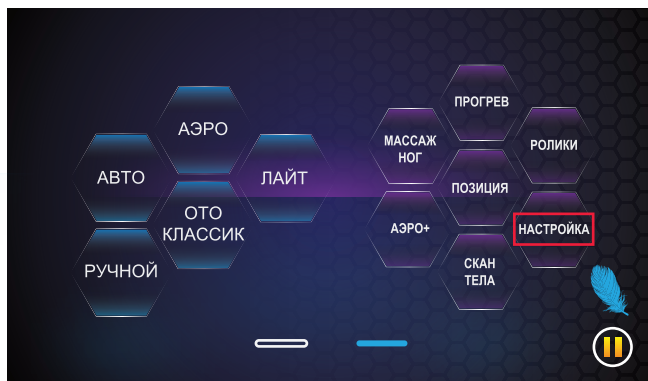 АЭРО
АВТО
ЛАЙТ
ОТО
КЛАССИК
РУЧНОЙ
ПРОГРЕВ
МАССАЖ
НОГ
РОЛИКИ
ПОЗИЦИЯ
АЭРО+
НАСТРОЙКА
СКАН
ТЕЛА